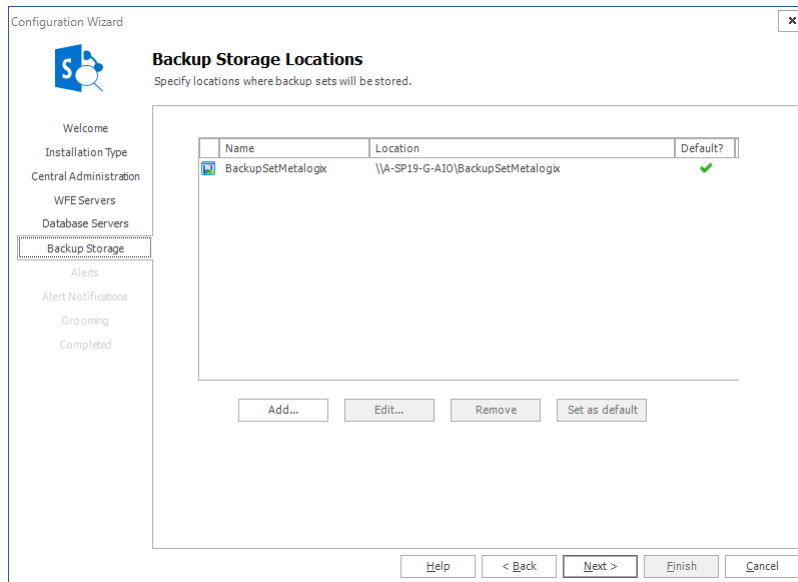 Configuration Wizard
Backup Storage Locations
Specify locations where backup sets will be stored.
Welcome
Installation Type
Central Administration
WFE Servers
Database Servers
Backup Storage
Alerts
Alert Notifications
Grooming
Completed
Name Location Default?
BackupSetMetalogix \\A-SP19-G-AIO\BackupSetMetalogix
Add... Edit... Remove Set as default
Help < Back Next > Finish Cancel